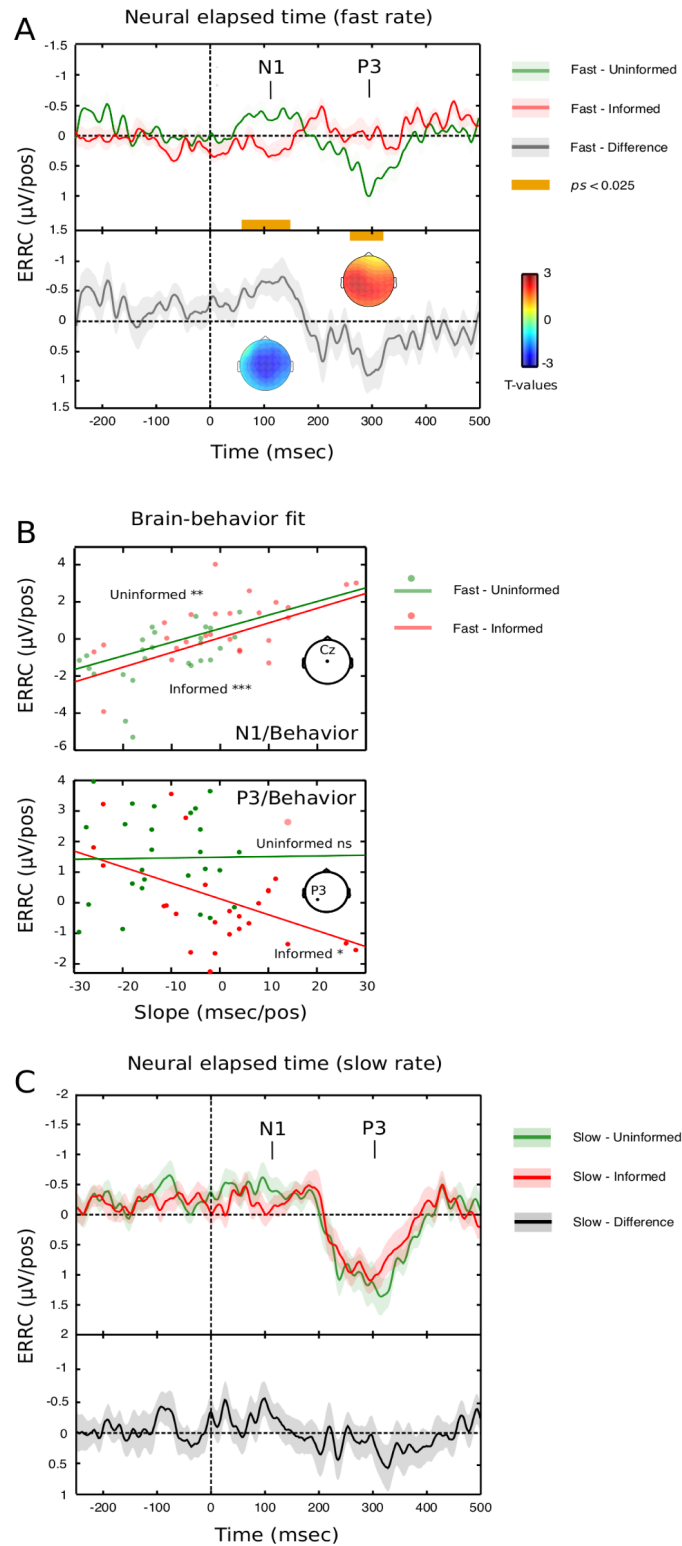 A
Neural elapsed time (fast rate)
-1.5
-1
-0.5
0
0.5
1
1.5
N1
P3
Fast - Uninformed
Fast - Informed
Fast - Difference
ps < 0.025
ERRC (µV/pos)
-1
-0.5
0
0.5
1
1.5
3
0
-3
T-values
-200
-100
0
100
200
300
400
500
Time (msec)
B
Brain-behavior fit
4
2
0
-2
-4
-6
ERRC (µV/pos)
Uninformed **
Informed ***
Cz
N1/Behavior
Fast - Uninformed
Fast - Informed
4
3
2
1
0
-1
-2
ERRC (µV/pos)
P3/Behavior
Uninformed ns
P3
Informed *
-30
-20
-10
0
10
20
30
Slope (msec/pos)
C
Neural elapsed time (slow rate)
-2
-1.5
-1
-0.5
0
0.5
1
1.5
2
N1
P3
Slow - Uninformed
Slow - Informed
Slow - Difference
ERRC (µV/pos)
-1
-0.5
0
0.5
1
-200
-100
0
100
200
300
400
500
Time (msec)